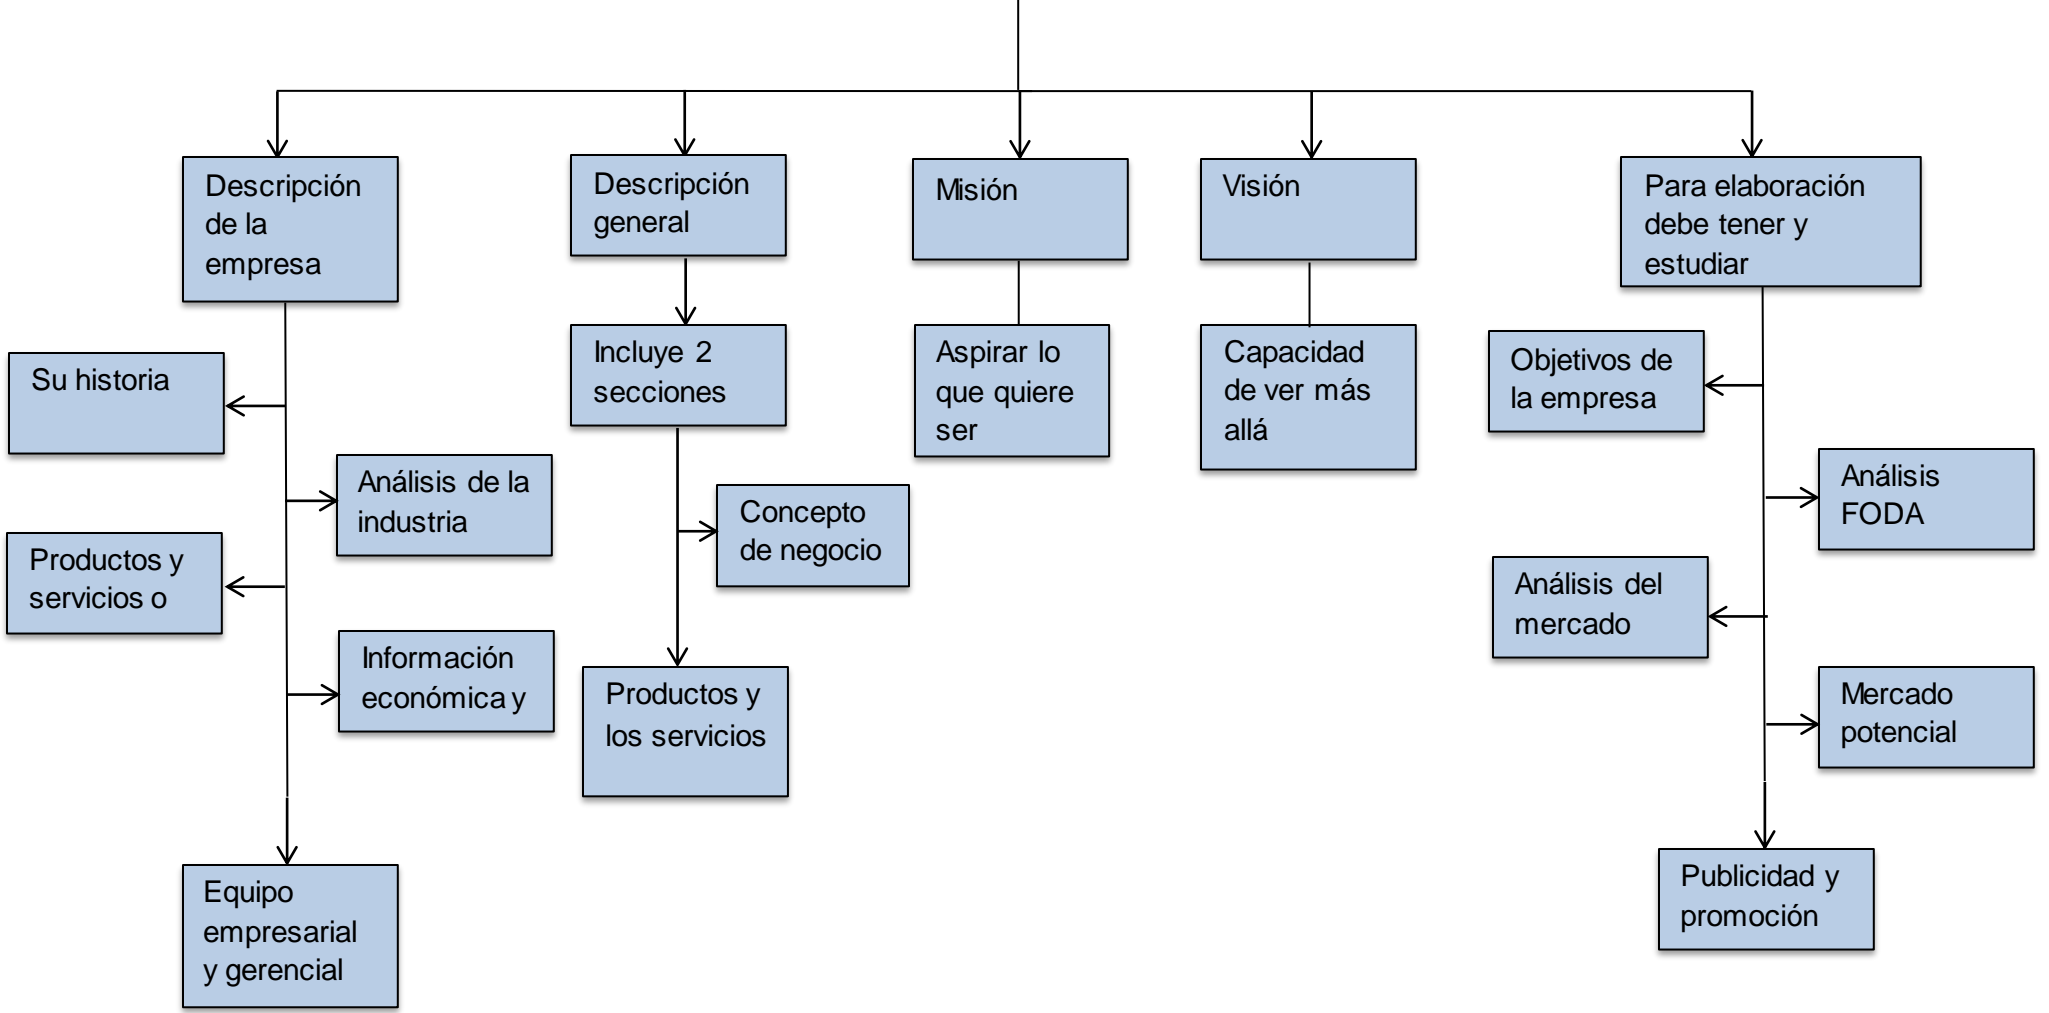 Descripción
de la
empresa
Descripción
general
Misión
Visión
Para elaboración
debe tener y
estudiar
Su historia
Análisis de la
industria
Productos y
servicios o
Información
económica y
Equipo
empresarial
y gerencial
Incluye 2
secciones
Concepto
de negocio
Productos y
los servicios
Aspirar lo
que quiere
ser
Capacidad
de ver más
allá
Objetivos de
la empresa
Análisis
FODA
Análisis del
mercado
Mercado
potencial
Publicidad y
promoción